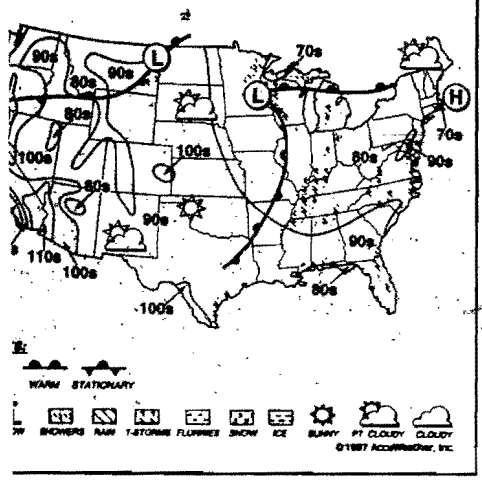 70s
90s
L
90s
80s
L
H
80s
70s
100s
100s
80s
90s
80s
90s
90s
110s
100s
80s
100s
WARM STATIONARY
SHOWERS RAIN T-STORMS FLURRIES SNOW ICE SUNNY PT CLOUDY CLOUDY
©1997 AccuWeather, Inc.